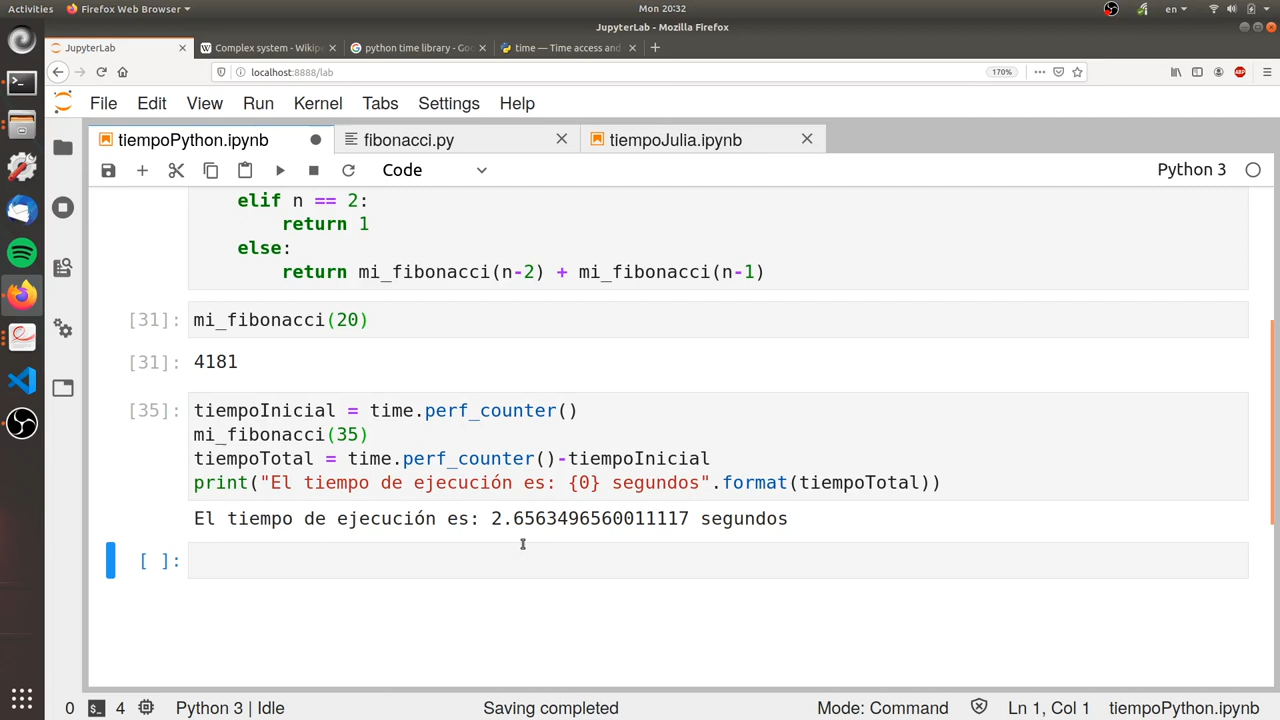 Activities Firefox Web Browser Mon 20:32 en
JupyterLab - Mozilla Firefox
JupyterLab Complex system - Wikipe python time library - Goo time — Time access and
localhost:8888/lab 170% ABP
File Edit View Run Kernel Tabs Settings Help
tiempoPython.ipynb fibonacci.py tiempoJulia.ipynb
Code Python 3
elif n == 2:
return 1
else:
return mi_fibonacci(n-2) + mi_fibonacci(n-1)
[31]: mi_fibonacci(20)
[31]: 4181
[35]: tiempoInicial = time.perf_counter()
mi_fibonacci(35)
tiempoTotal = time.perf_counter()-tiempoInicial
print("El tiempo de ejecución es: {0} segundos".format(tiempoTotal))
El tiempo de ejecución es: 2.6563496560011117 segundos
[ ]:
0 4 Python 3 | Idle Saving completed Mode: Command Ln 1, Col 1 tiempoPython.ipynb